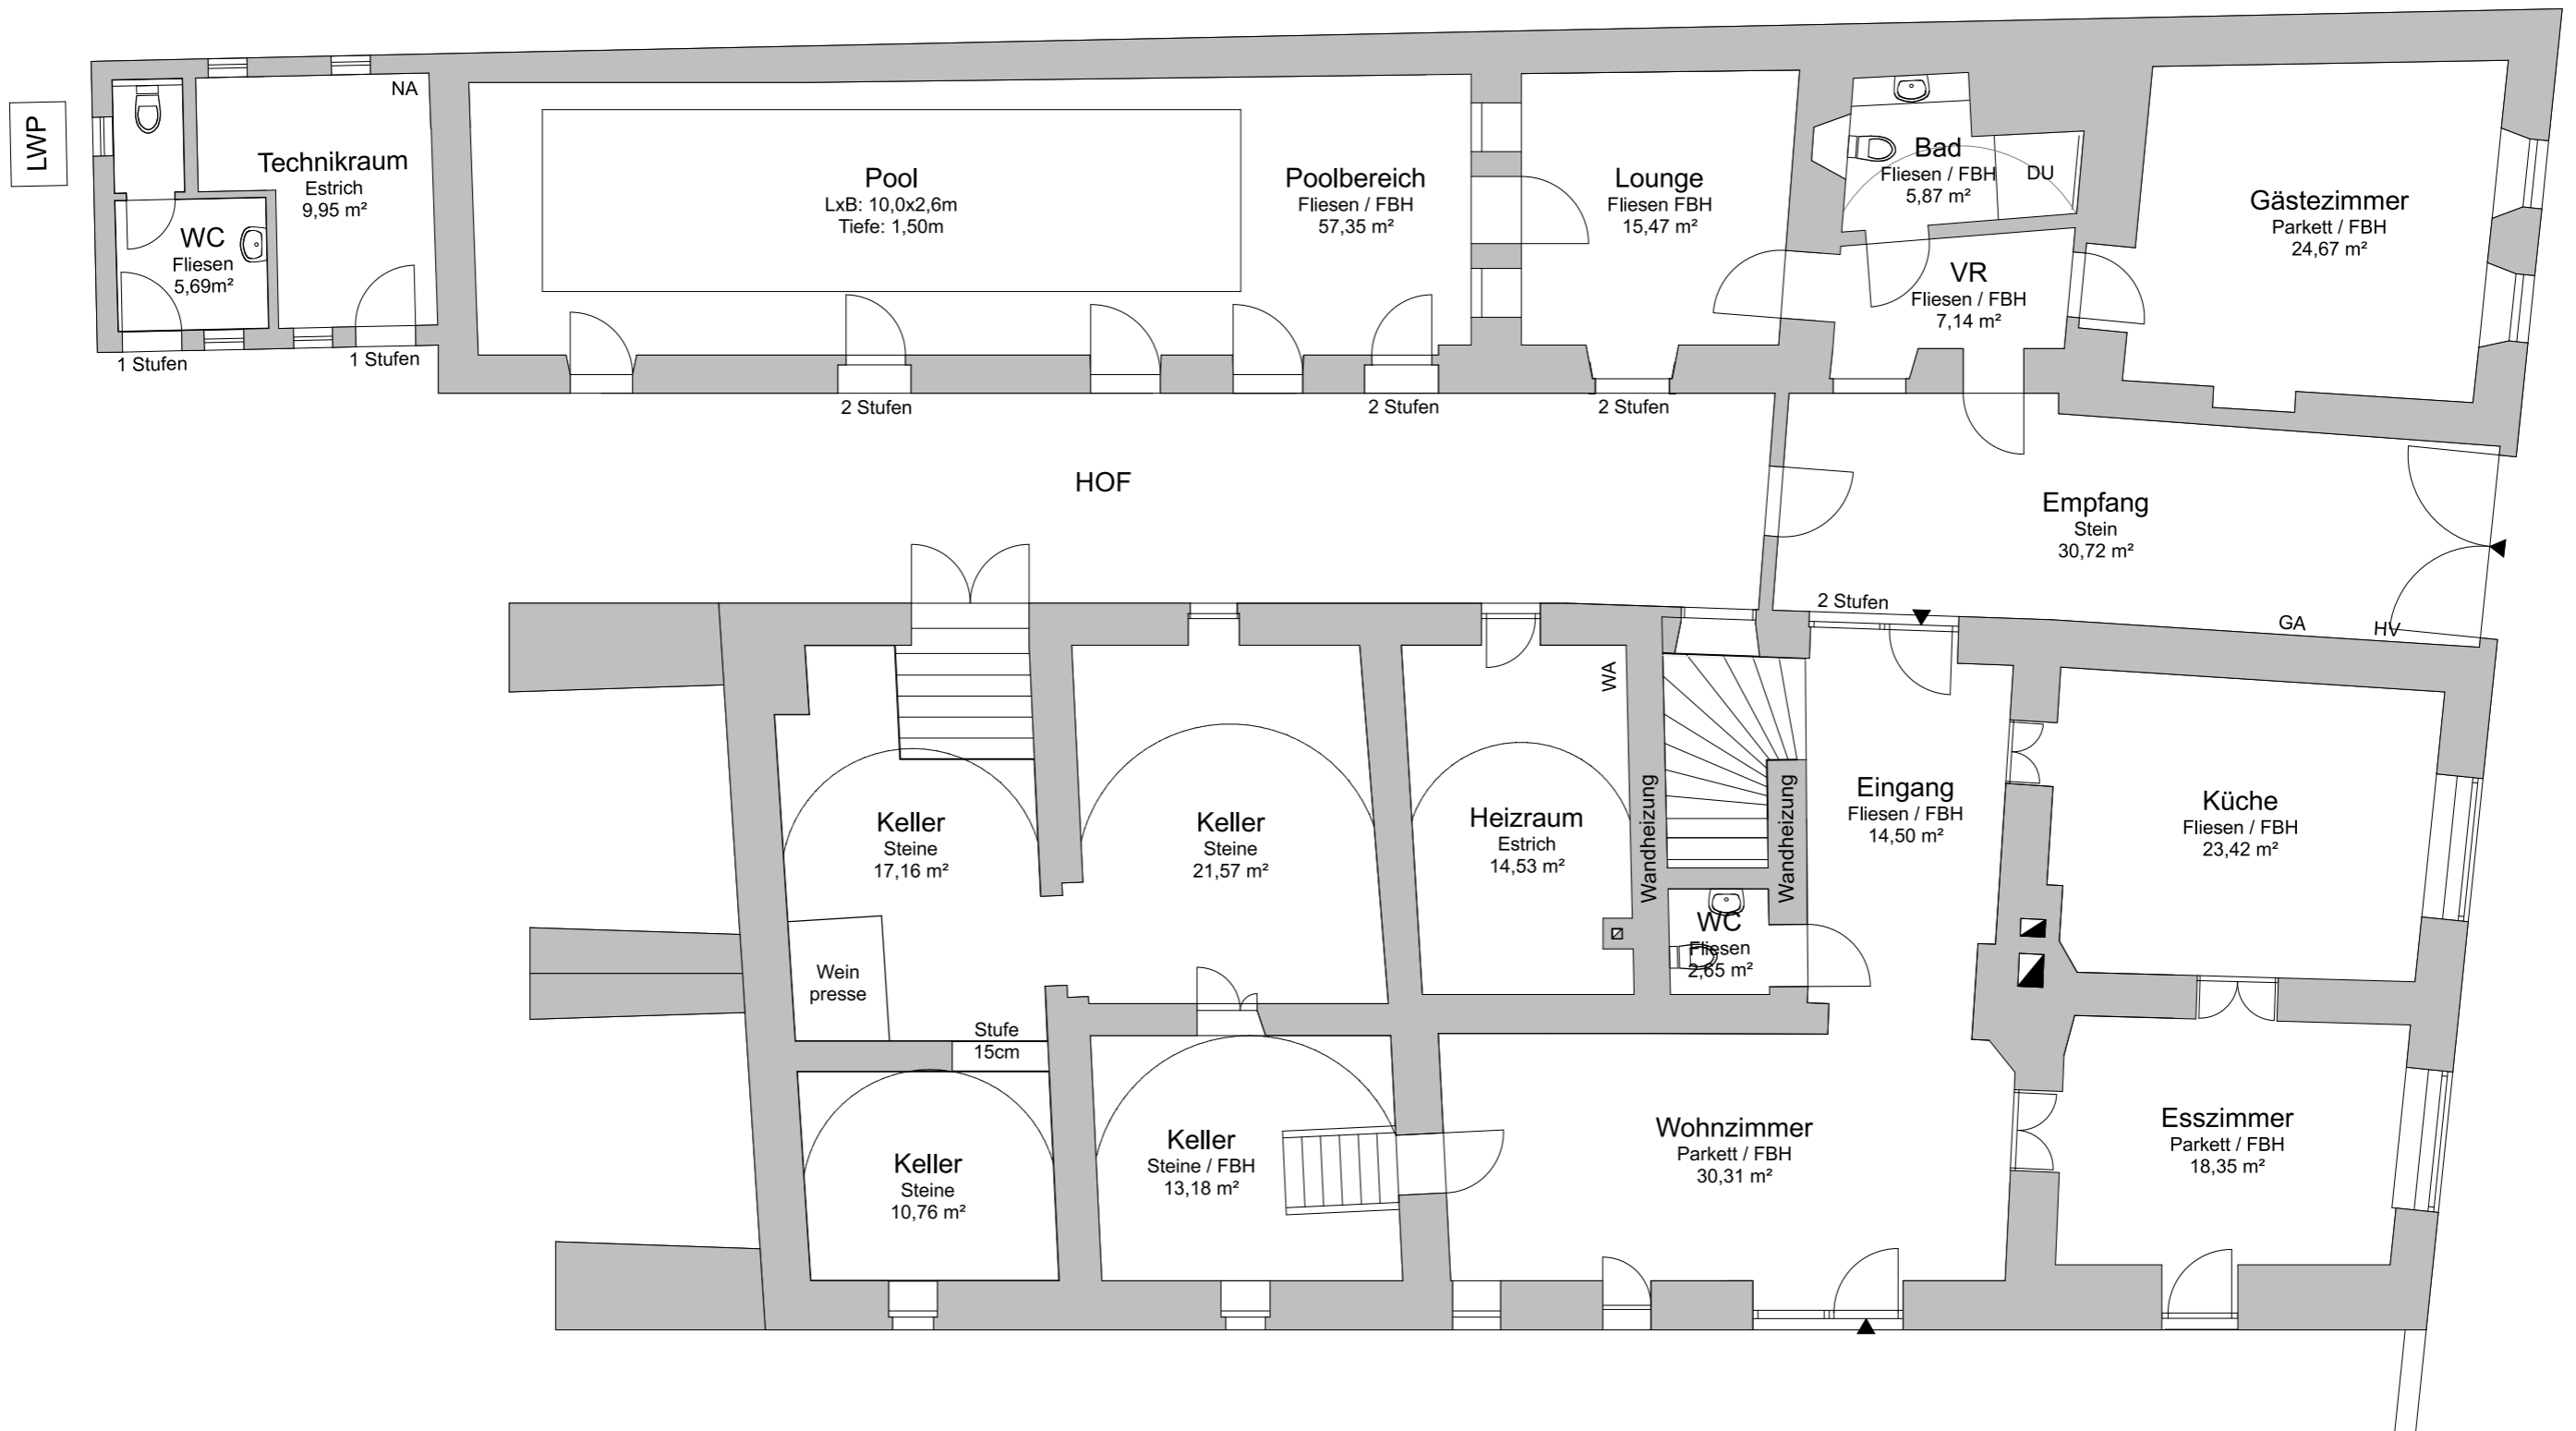 LWP
NA
Technikraum
Estrich
9,95 m²
WC
Fliesen
5,69m²
1 Stufen
1 Stufen
Pool
LxB: 10,0x2,6m
Tiefe: 1,50m
Poolbereich
Fliesen / FBH
57,35 m²
Lounge
Fliesen FBH
15,47 m²
Bad
Fliesen / FBH
5,87 m²
DU
VR
Fliesen / FBH
7,14 m²
Gästezimmer
Parkett / FBH
24,67 m²
2 Stufen
2 Stufen
2 Stufen
HOF
Empfang
Stein
30,72 m²
2 Stufen
GA
HV
WA
Keller
Steine
17,16 m²
Keller
Steine
21,57 m²
Heizraum
Estrich
14,53 m²
Wandheizung
Wandheizung
Eingang
Fliesen / FBH
14,50 m²
Küche
Fliesen / FBH
23,42 m²
WC
Fliesen
2,65 m²
Wein
presse
Stufe
15cm
Keller
Steine
10,76 m²
Keller
Steine / FBH
13,18 m²
Wohnzimmer
Parkett / FBH
30,31 m²
Esszimmer
Parkett / FBH
18,35 m²